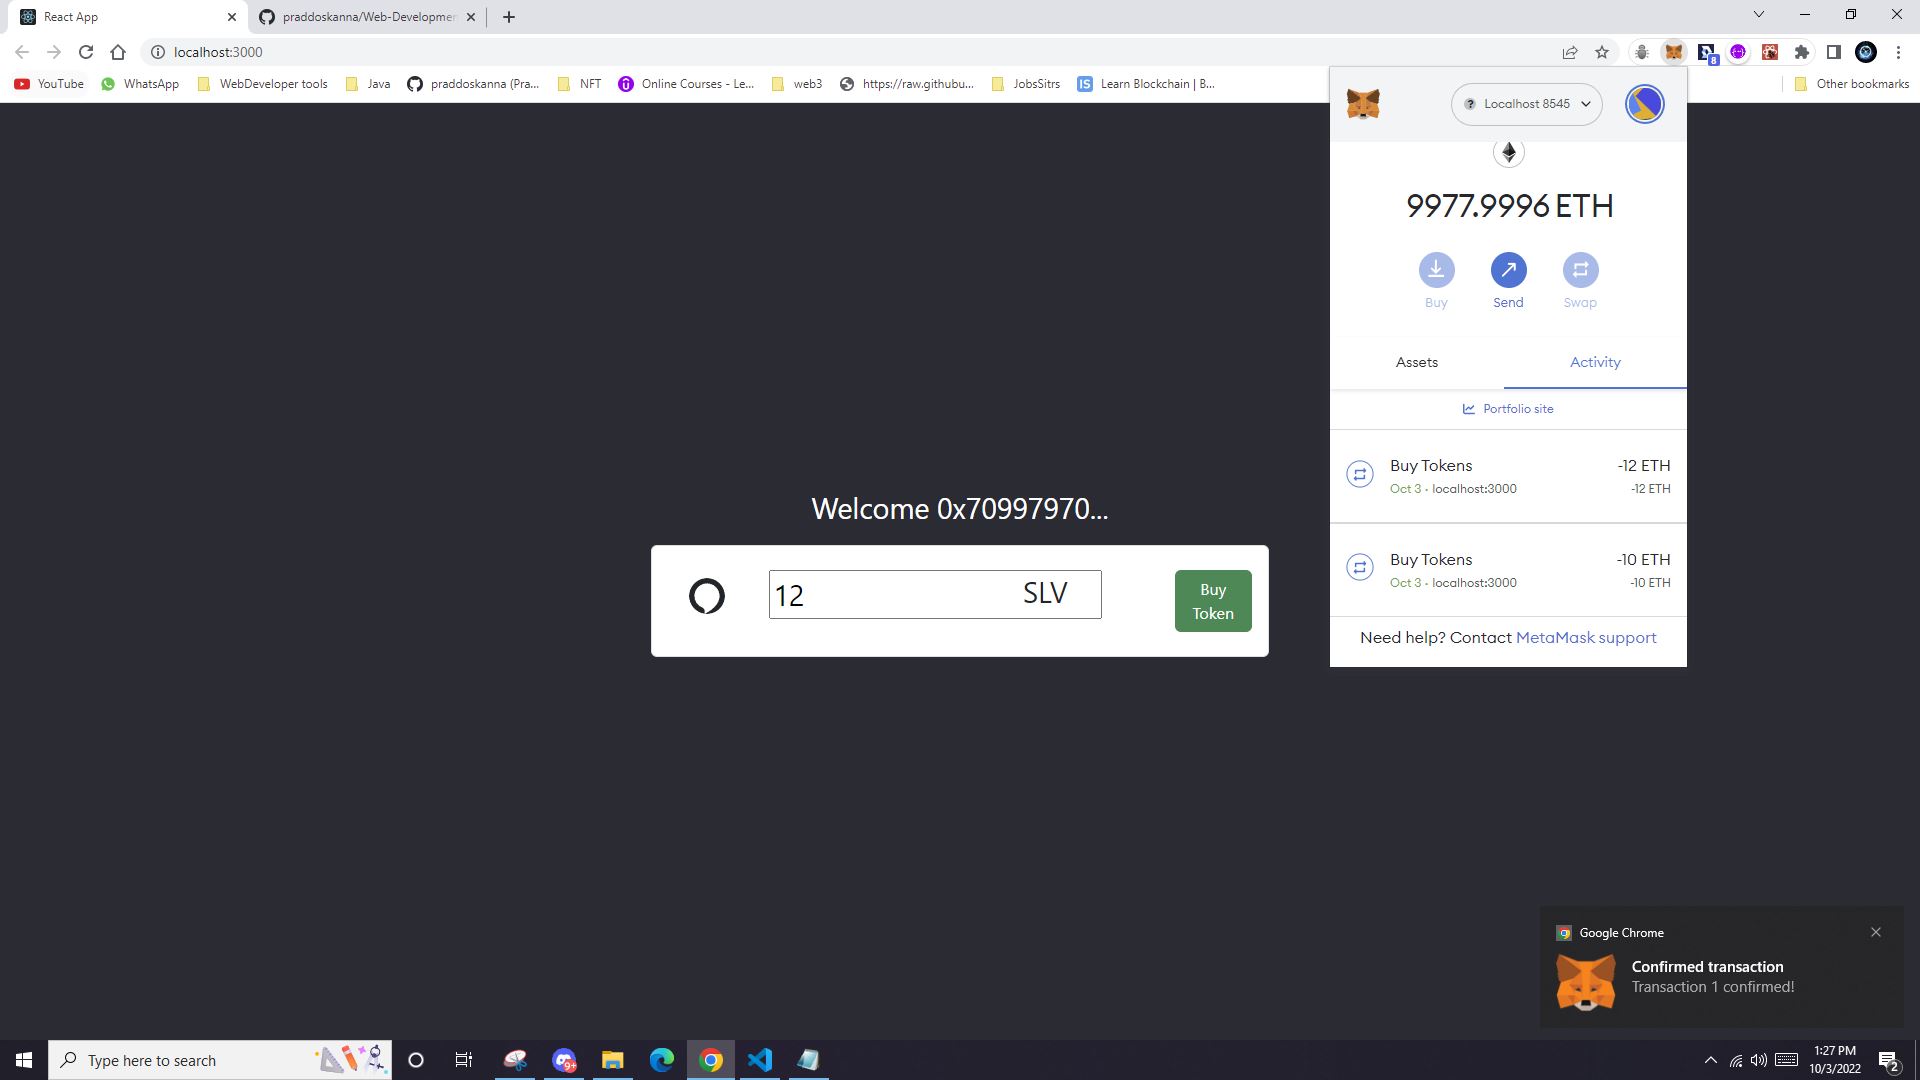 React App
praddoskanna/Web-Developmen
localhost:3000
8
YouTube
WhatsApp
WebDeveloper tools
Java
praddoskanna (Pra...
NFT
Online Courses - Le...
web3
https://raw.githubu...
JobsSitrs
IS
Learn Blockchain | B...
Other bookmarks
? Localhost 8545
9977.9996 ETH
Buy
Send
Swap
Assets
Activity
Portfolio site
Buy Tokens
-12 ETH
Oct 3 · localhost:3000
-12 ETH
Buy Tokens
-10 ETH
Oct 3 · localhost:3000
-10 ETH
Need help? Contact MetaMask support
Welcome 0x70997970...
12
SLV
Buy
Token
Google Chrome
Confirmed transaction
Transaction 1 confirmed!
Type here to search
9+
1:27 PM
10/3/2022
2